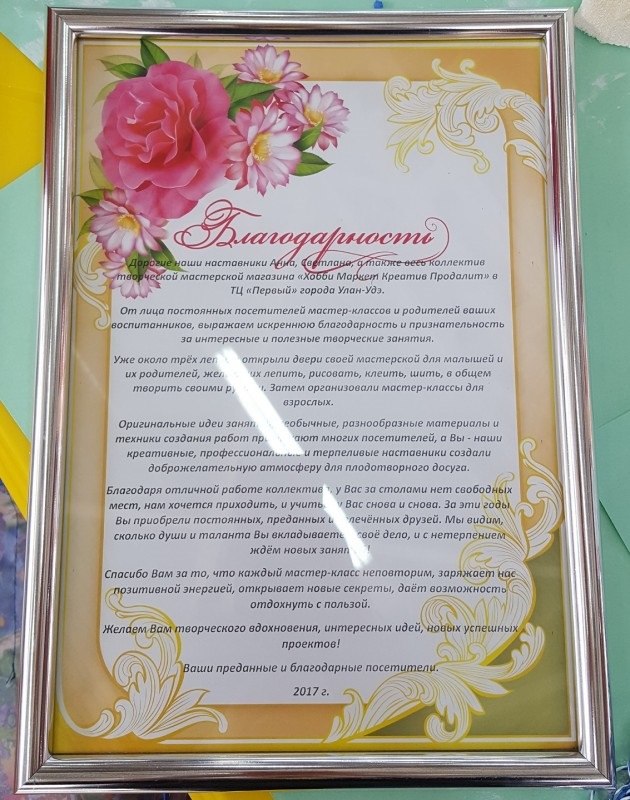 Благодарность
Дорогие наши наставники Анна, Светлана, а также весь коллектив
творческой мастерской магазина «Хобби Маркет Креатив Продалит» в
ТЦ «Первый» города Улан-Удэ.
От лица постоянных посетителей мастер-классов и родителей ваших
воспитанников, выражаем искреннюю благодарность и признательность
за интересные и полезные творческие занятия.
Уже около трёх лет открыли двери своей мастерской для малышей и
их родителей, лепить, рисовать, клеить, шить, в общем
творить своими Затем организовали мастер-классы для
взрослых.
Оригинальные идеи необычные, разнообразные материалы и
техники создания работ многих посетителей, а Вы - наши
креативные, профессиональные и терпеливые наставники создали
доброжелательную атмосферу для плодотворного досуга.
Благодаря отличной работе коллектива, у Вас за столами нет свободных
мест, нам хочется приходить, и у Вас снова и снова. За эти годы
Вы приобрели постоянных, преданных и друзей. Мы видим,
сколько души и таланта Вы вкладываете в своё дело, и с нетерпением
ждём новых занятий!
Спасибо Вам за то, что каждый мастер-класс неповторим, заряжает нас
позитивной энергией, открывает новые секреты, даёт возможность
отдохнуть с пользой.
Желаем Вам творческого вдохновения, интересных идей, новых успешных
проектов!
Ваши преданные и благодарные посетители.
2017 г.